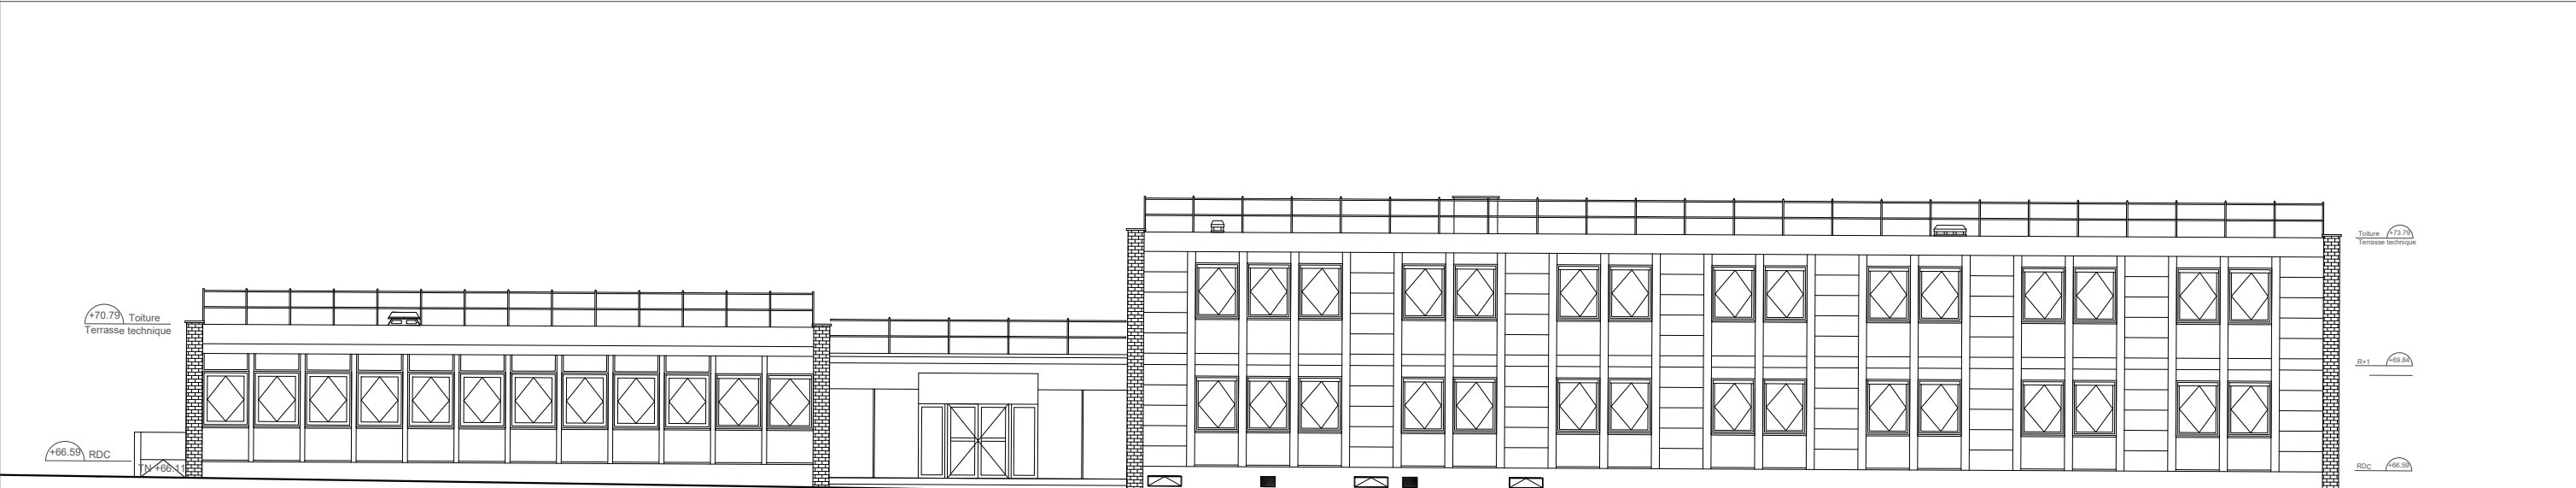 +70.79 Toiture
Terrasse technique
+66.59 RDC
TN +66.11
Toiture +73.79
Terrasse technique
R+1 +69.84
RDC +66.59